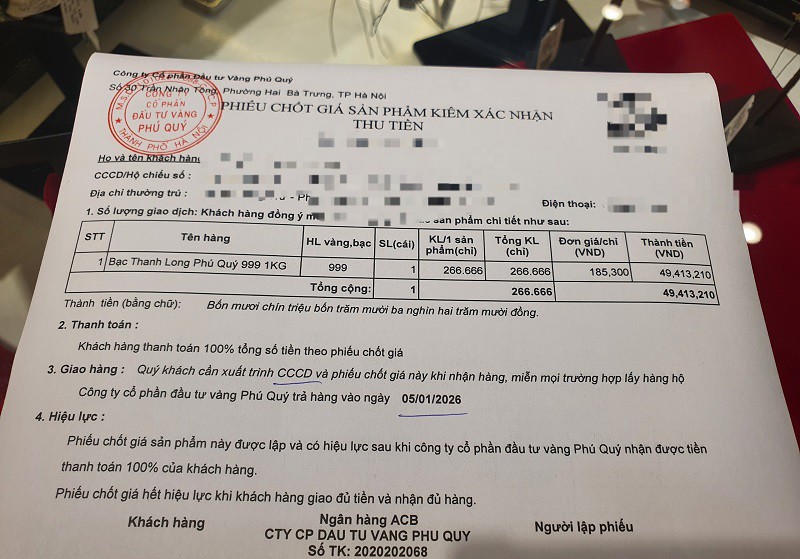 Công ty Cổ phần Đầu tư Vàng Phú Quý
Số 30 Trần Nhân Tông, Phường Hai Bà Trưng, TP Hà Nội
CÔNG TY
CỔ PHẦN
ĐẦU TƯ VÀNG
PHÚ QUÝ
THÀNH PHỐ HÀ NỘI
PHIẾU CHỐT GIÁ SẢN PHẨM KIÊM XÁC NHẬN
THU TIỀN
Họ và tên khách hàng
CCCD/Hộ chiếu số :
Địa chỉ thường trú :
Điện thoại:
1. Số lượng giao dịch: Khách hàng đồng ý sản phẩm chi tiết như sau:
STT Tên hàng HL vàng,bạc SL(cái) KL/1 sản phẩm(chỉ) Tổng KL (chỉ) Đơn giá/chỉ (VND) Thành tiền (VND)
1 Bạc Thanh Long Phú Quý 999 1KG 999 1 266.666 266.666 185,300 49,413,210
Tổng cộng: 1 266.666 49,413,210
Thành tiền (bằng chữ): Bốn mươi chín triệu bốn trăm mười ba nghìn hai trăm mười đồng.
2. Thanh toán :
Khách hàng thanh toán 100% tổng số tiền theo phiếu chốt giá
3. Giao hàng : Quý khách cần xuất trình CCCD và phiếu chốt giá này khi nhận hàng, miễn mọi trường hợp lấy hàng hộ
Công ty cổ phần đầu tư vàng Phú Quý trả hàng vào ngày 05/01/2026
4. Hiệu lực :
Phiếu chốt giá sản phẩm này được lập và có hiệu lực sau khi công ty cổ phần đầu tư vàng Phú Quý nhận được tiền
thanh toán 100% của khách hàng.
Phiếu chốt giá hết hiệu lực khi khách hàng giao đủ tiền và nhận đủ hàng.
Khách hàng Ngân hàng ACB Người lập phiếu
CTY CP DAU TU VANG PHU QUY
Số TK: 2020202068